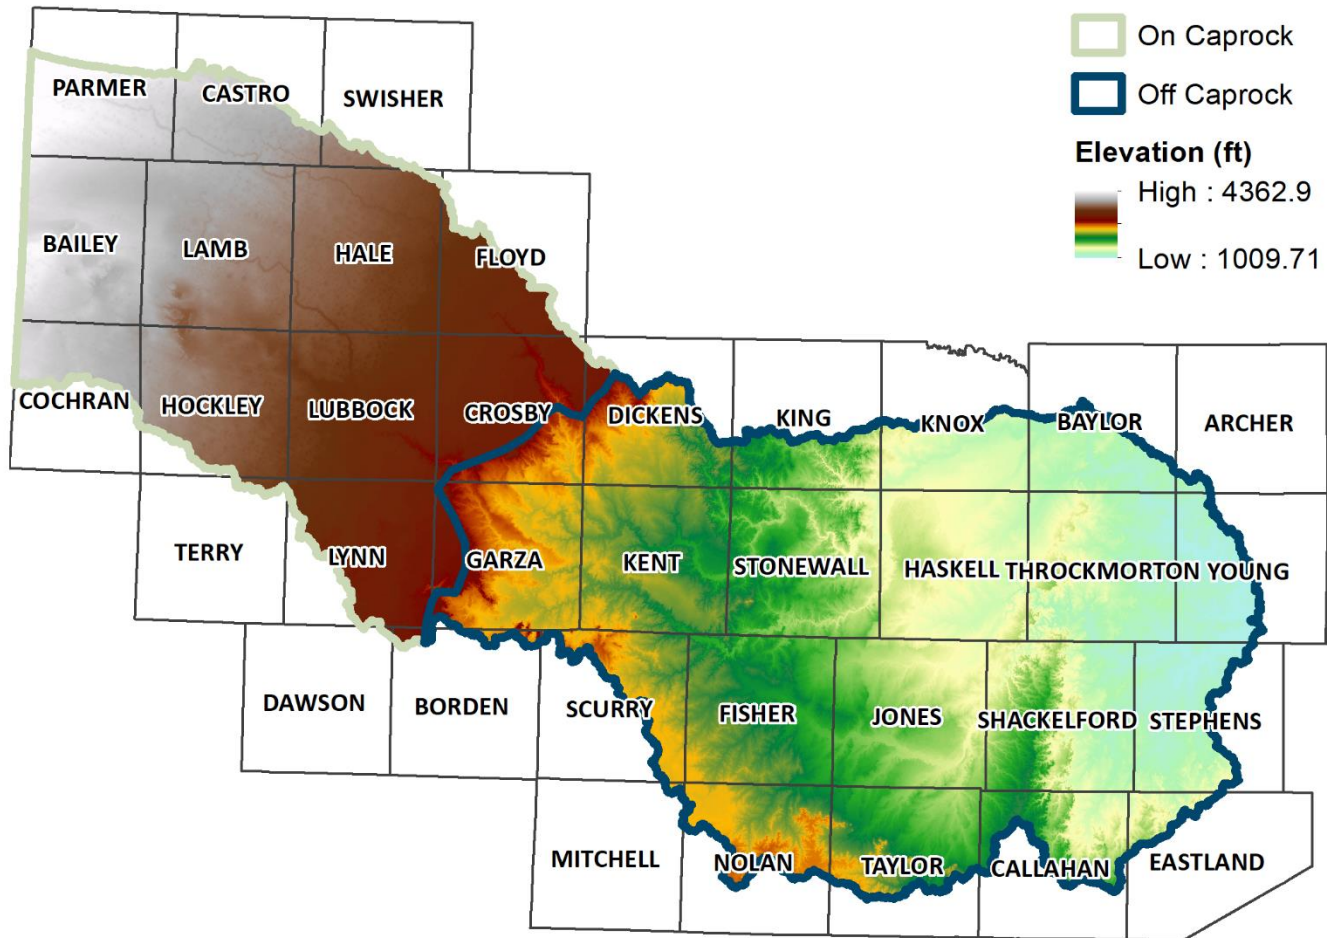 On Caprock
Off Caprock
Elevation (ft)
High : 4362.9
Low : 1009.71
PARMER
CASTRO
SWISHER
BAILEY
LAMB
HALE
FLOYD
COCHRAN
HOCKLEY
LUBBOCK
CROSBY
DICKENS
KING
KNOX
BAYLOR
ARCHER
TERRY
LYNN
GARZA
KENT
STONEWALL
HASKELL
THROCKMORTON
YOUNG
DAWSON
BORDEN
SCURRY
FISHER
JONES
SHACKELFORD
STEPHENS
MITCHELL
NOLAN
TAYLOR
CALLAHAN
EASTLAND